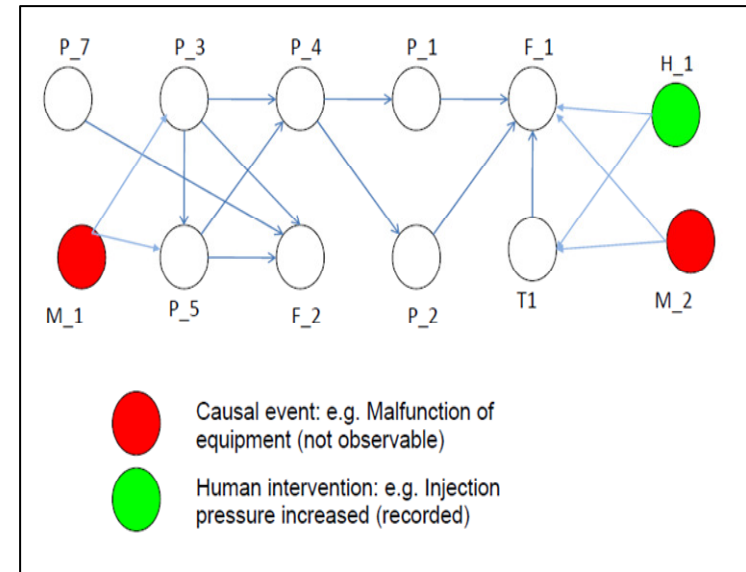 P_7
P_3
P_4
P_1
F_1
H_1
M_1
P_5
F_2
P_2
T1
M_2
Causal event: e.g. Malfunction of
equipment (not observable)
Human intervention: e.g. Injection
pressure increased (recorded)